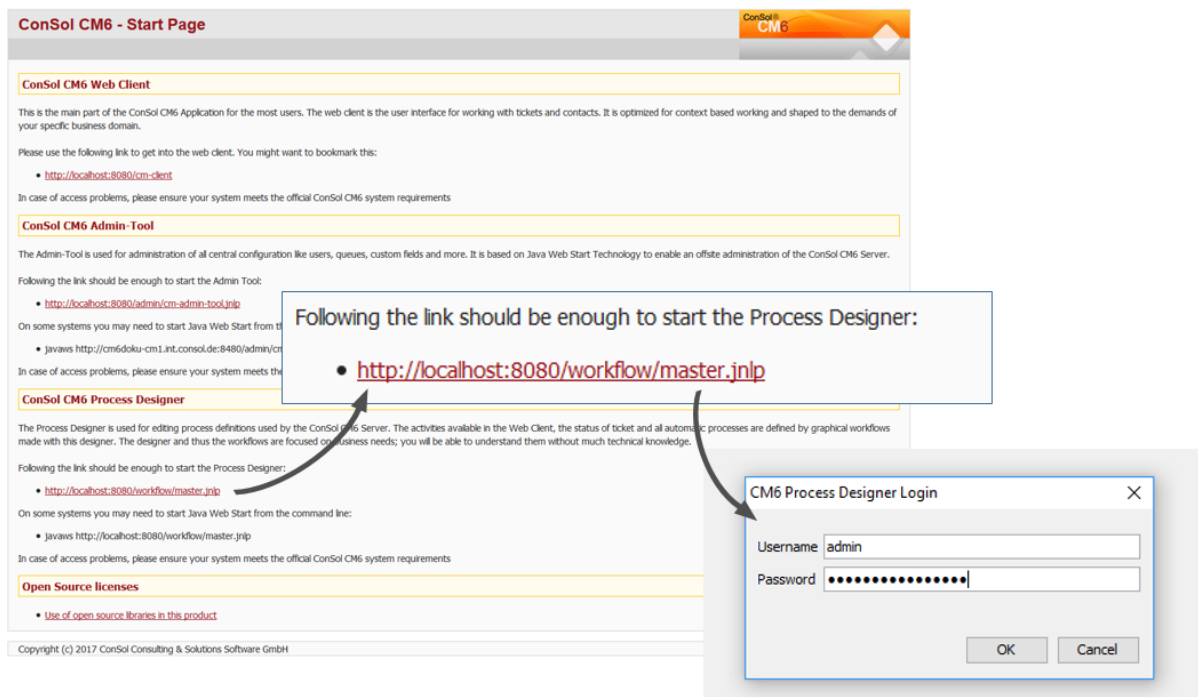 ConSol CM6 - Start Page
ConSol®
CM6
ConSol CM6 Web Client
This is the main part of the ConSol CM6 Application for the most users. The web client is the user interface for working with tickets and contacts. It is optimized for context based working and shaped to the demands of
your specific business domain.
Please use the following link to get into the web client. You might want to bookmark this:
• http://localhost:8080/cm-client
In case of access problems, please ensure your system meets the official ConSol CM6 system requirements
ConSol CM6 Admin-Tool
The Admin-Tool is used for administration of all central configuration like users, queues, custom fields and more. It is based on Java Web Start Technology to enable an offsite administration of the ConSol CM6 Server.
Following the link should be enough to start the Admin Tool:
• http://localhost:8080/admin/cm-admin-tool.jnlp
On some systems you may need to start Java Web Start from
• javaws http://cm6doku-cm1.int.consol.de:8480/admin/cm
In case of access problems, please ensure your system meets the
Following the link should be enough to start the Process Designer:
• http://localhost:8080/workflow/master.jnlp
ConSol CM6 Process Designer
The Process Designer is used for editing process definitions used by the ConSol CM6 Server. The activities available in the Web Client, the status of ticket and all automatic processes are defined by graphical workflows
made with this designer. The designer and thus the workflows are focused on business needs; you will be able to understand them without much technical knowledge.
Following the link should be enough to start the Process Designer:
• http://localhost:8080/workflow/master.jnlp
On some systems you may need to start Java Web Start from the command line:
• javaws http://localhost:8080/workflow/master.jnlp
In case of access problems, please ensure your system meets the official ConSol CM6 system requirements
Open Source licenses
• Use of open source libraries in this product
Copyright (c) 2017 ConSol Consulting & Solutions Software GmbH
CM6 Process Designer Login
Username admin
Password ●●●●●●●●●●●●●●●●
OK Cancel